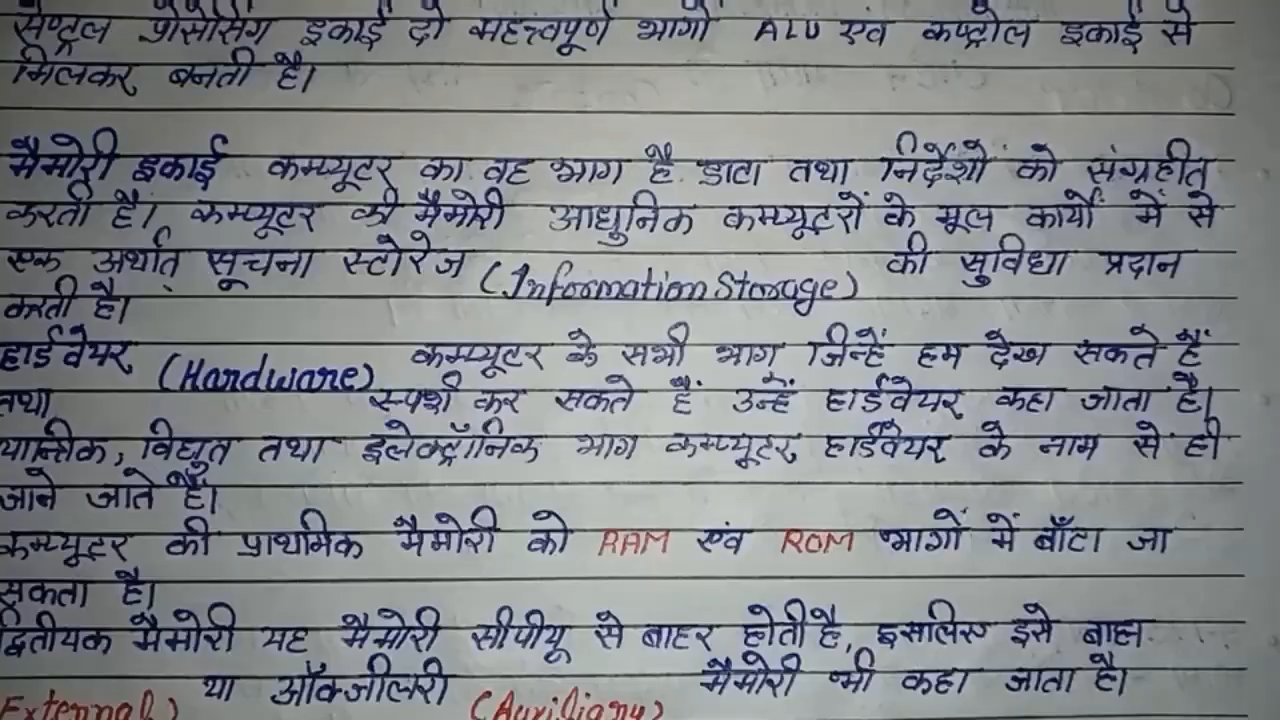 सेण्ट्रल प्रोसेसिंग इकाई दो महत्त्वपूर्ण भागों ALU एवं कण्ट्रोल इकाई से
मिलकर बनती है।
मैमोरी इकाई कम्प्यूटर का वह भाग है डाटा तथा निर्देशों को संग्रहीत
करती है। कम्प्यूटर की मैमोरी आधुनिक कम्प्यूटरों के मूल कार्यों में से
एक अर्थात् सूचना स्टोरेज (Information Storage) की सुविधा प्रदान
करती है।
हार्डवेयर (Hardware) कम्प्यूटर के सभी भाग जिन्हें हम देख सकते हैं
तथा स्पर्श कर सकते हैं उन्हें हार्डवेयर कहा जाता है।
यान्त्रिक, विद्युत तथा इलेक्ट्रॉनिक भाग कम्प्यूटर हार्डवेयर के नाम से ही
जाने जाते हैं।
कम्प्यूटर की प्राथमिक मैमोरी को RAM एवं ROM भागों में बाँटा जा
सकता है।
द्वितीयक मैमोरी यह मैमोरी सीपीयू से बाहर होती है, इसलिए इसे बाह्य
External) या ऑक्जीलरी (Auxiliary) मैमोरी भी कहा जाता है।